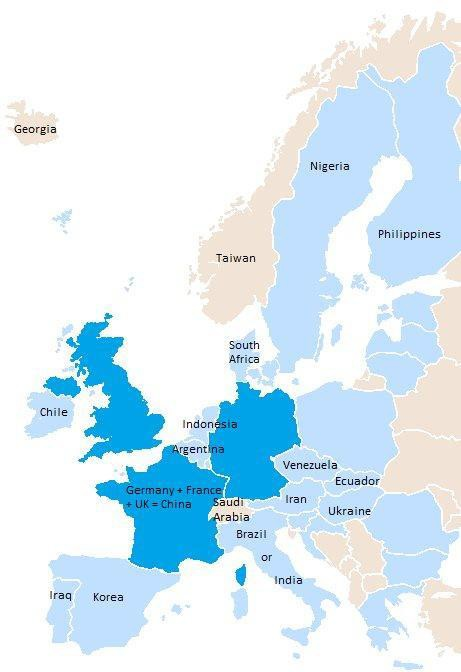 Georgia
Nigeria
Philippines
Taiwan
South
Africa
Chile
Indonesia
Argentina
Venezuela
Ecuador
Germany + France
+ UK = China
Saudi
Arabia
Iran
Ukraine
Brazil
or
India
Iraq
Korea